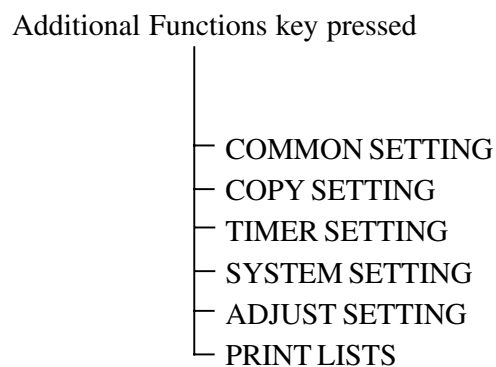 Additional Functions key pressed
COMMON SETTING
COPY SETTING
TIMER SETTING
SYSTEM SETTING
ADJUST SETTING
PRINT LISTS